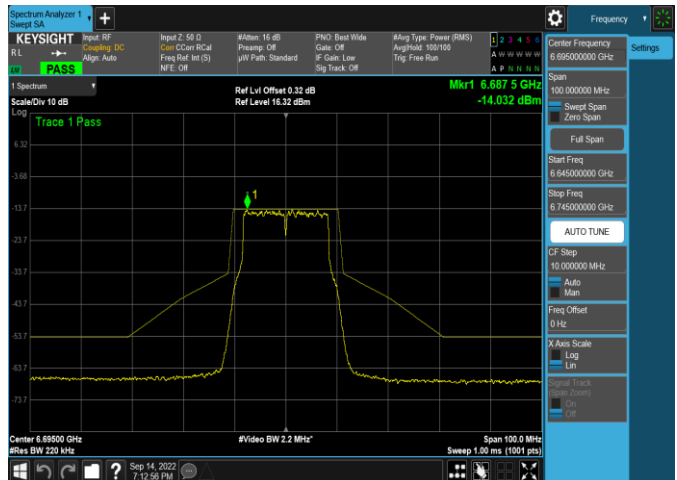 Spectrum Analyzer 1
Swept SA
Frequency
KEYSIGHT
RL
LV
PASS
Input: RF
Coupling: DC
Align: Auto
Input Z: 50 Ω
Corr CCorr RCal
Freq Ref: Int (S)
NFE: Off
#Atten: 16 dB
Preamp: Off
µW Path: Standard
PNO: Best Wide
Gate: Off
IF Gain: Low
Sig Track: Off
#Avg Type: Power (RMS)
Avg|Hold: 100/100
Trig: Free Run
1 2 3 4 5 6
A W W W W W
A P N N N N
1 Spectrum
Scale/Div 10 dB
Log
Ref Lvl Offset 0.32 dB
Ref Level 16.32 dBm
Mkr1 6.687 5 GHz
-14.032 dBm
Trace 1 Pass
6.32
-3.68
-13.7
-23.7
-33.7
-43.7
-53.7
-63.7
-73.7
1
Center 6.69500 GHz
#Res BW 220 kHz
#Video BW 2.2 MHz*
Span 100.0 MHz
Sweep 1.00 ms (1001 pts)
Sep 14, 2022
7:12:56 PM
Settings
Center Frequency
6.695000000 GHz
Span
100.000000 MHz
Swept Span
Zero Span
Full Span
Start Freq
6.645000000 GHz
Stop Freq
6.745000000 GHz
AUTO TUNE
CF Step
10.000000 MHz
Auto
Man
Freq Offset
0 Hz
X Axis Scale
Log
Lin
Signal Track
(Span Zoom)
On
Off